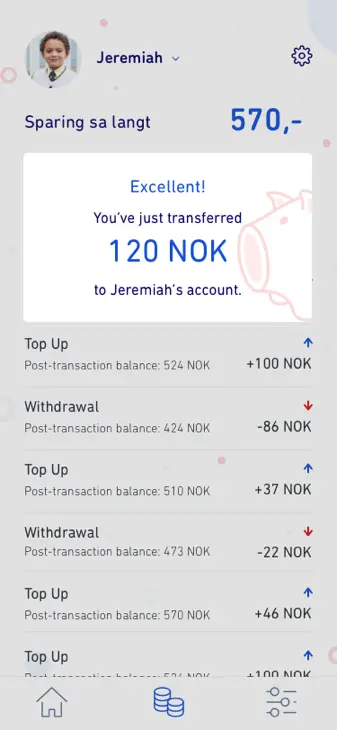 Jeremiah
Sparing sa langt
570,-
Excellent!
You've just transferred
120 NOK
to Jeremiah's account.
Top Up
Post-transaction balance: 524 NOK
+100 NOK
Withdrawal
Post-transaction balance: 424 NOK
-86 NOK
Top Up
Post-transaction balance: 510 NOK
+37 NOK
Withdrawal
Post-transaction balance: 473 NOK
-22 NOK
Top Up
Post-transaction balance: 570 NOK
+46 NOK
Top Up
Post-transaction balance: 524 NOK
+100 NOK